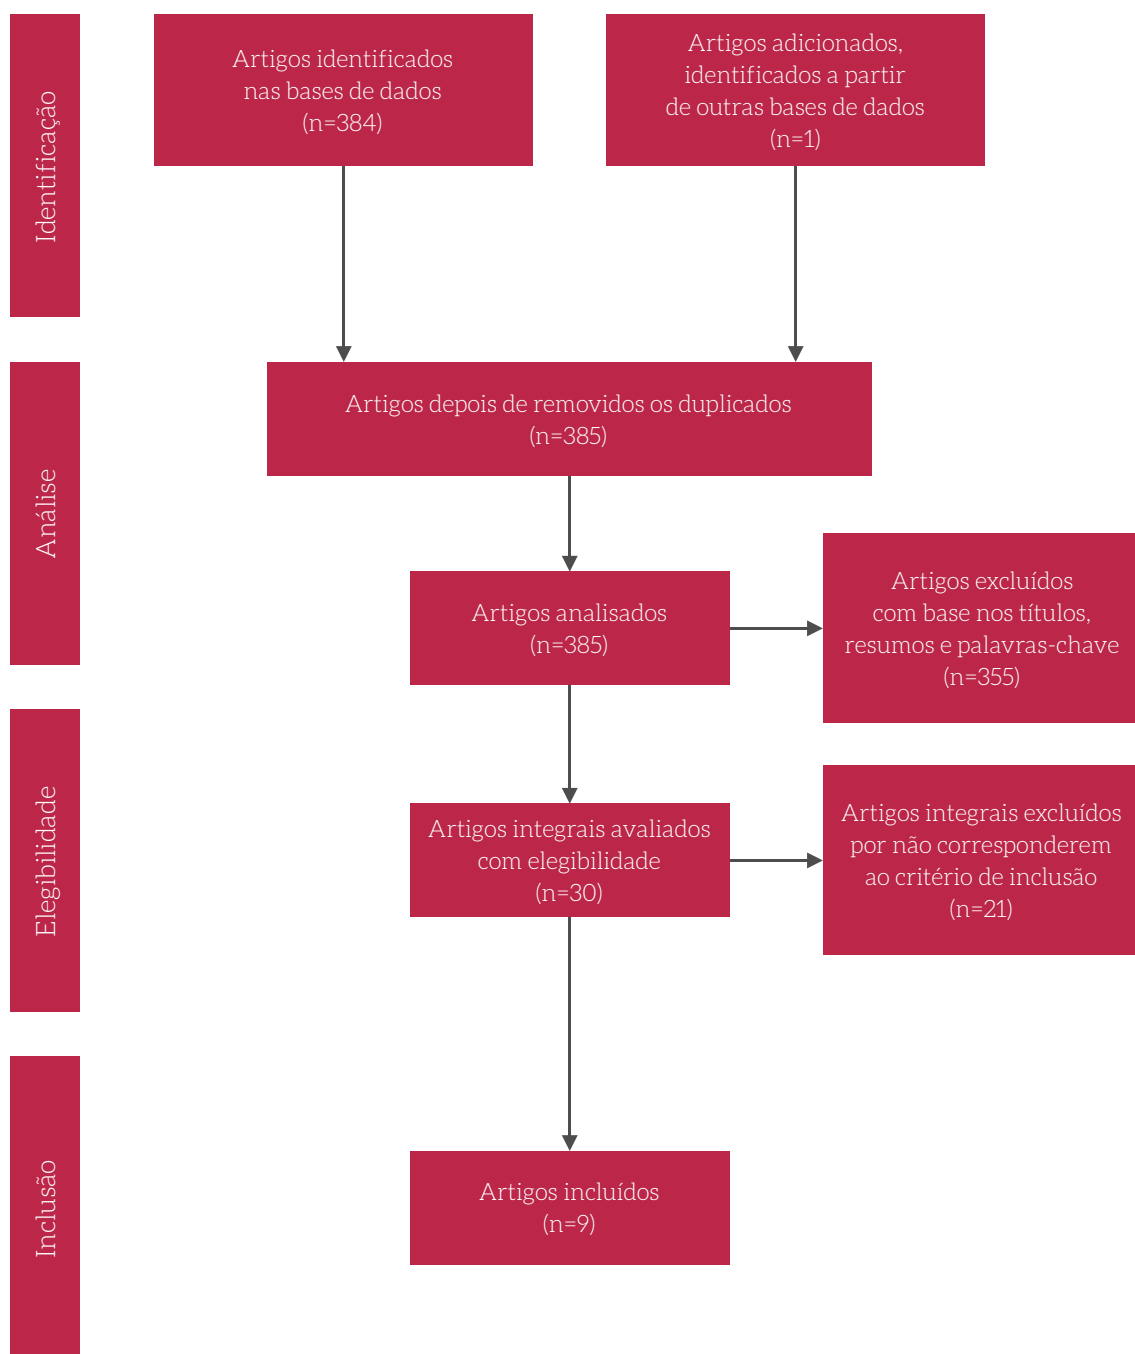 Identificação
Artigos identificados
nas bases de dados
(n=384)
Artigos adicionados,
identificados a partir
de outras bases de dados
(n=1)
Análise
Artigos depois de removidos os duplicados
(n=385)
Artigos analisados
(n=385)
Artigos excluídos
com base nos títulos,
resumos e palavras-chave
(n=355)
Elegibilidade
Artigos integrais avaliados
com elegibilidade
(n=30)
Artigos integrais excluídos
por não corresponderem
ao critério de inclusão
(n=21)
Inclusão
Artigos incluídos
(n=9)